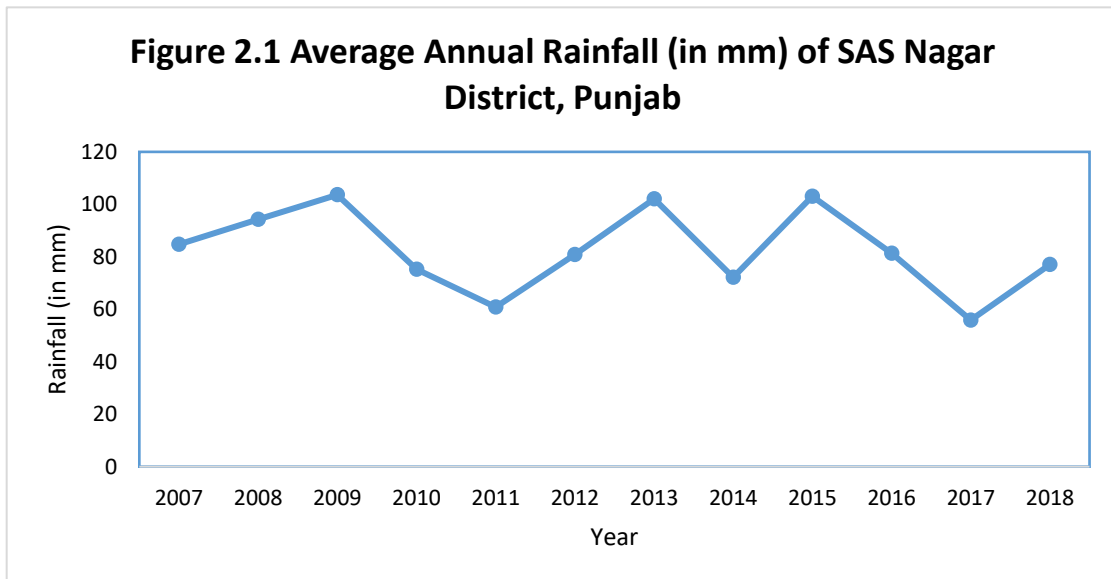 Figure 2.1 Average Annual Rainfall (in mm) of SAS Nagar
District, Punjab
Rainfall (in mm)
120
100
80
60
40
20
0
2007 2008 2009 2010 2011 2012 2013 2014 2015 2016 2017 2018
Year